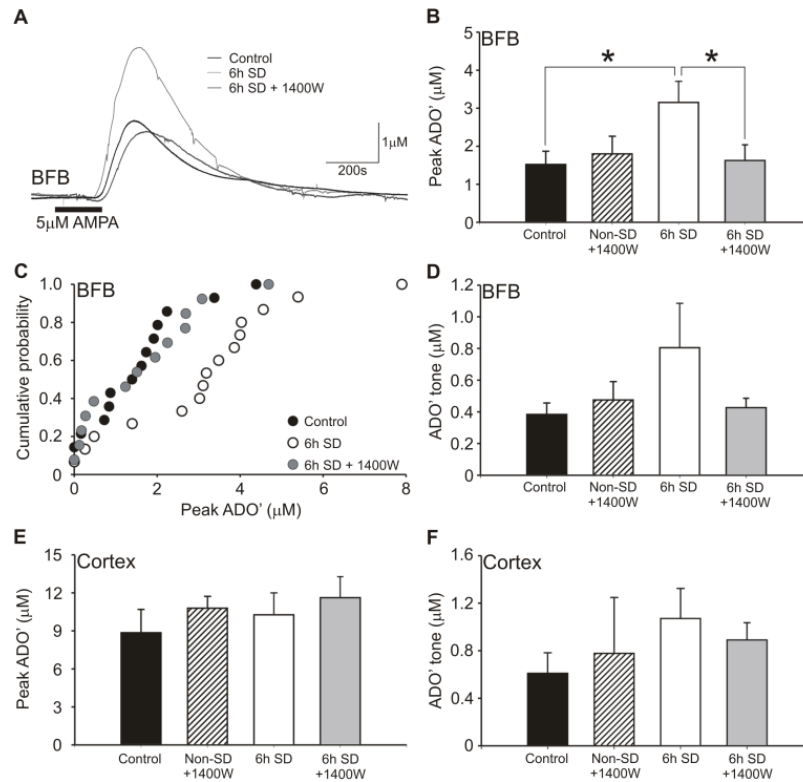 A
Control
6h SD
6h SD + 1400W
1μM
200s
BFB
5μM AMPA
B
BFB
Peak ADO' (μM)
5
4
3
2
1
0
*
*
Control
Non-SD
+1400W
6h SD
6h SD
+1400W
C
BFB
Cumulative probability
1.0
0.8
0.6
0.4
0.2
0
Control
6h SD
6h SD + 1400W
0
2
4
6
8
Peak ADO' (μM)
D
BFB
ADO' tone (μM)
1.2
1.0
0.8
0.6
0.4
0.2
0
Control
Non-SD
+1400W
6h SD
6h SD
+1400W
E
Cortex
Peak ADO' (μM)
15
12
9
6
3
0
Control
Non-SD
+1400W
6h SD
6h SD
+1400W
F
Cortex
ADO' tone (μM)
1.6
1.2
0.8
0.4
0
Control
Non-SD
+1400W
6h SD
6h SD
+1400W